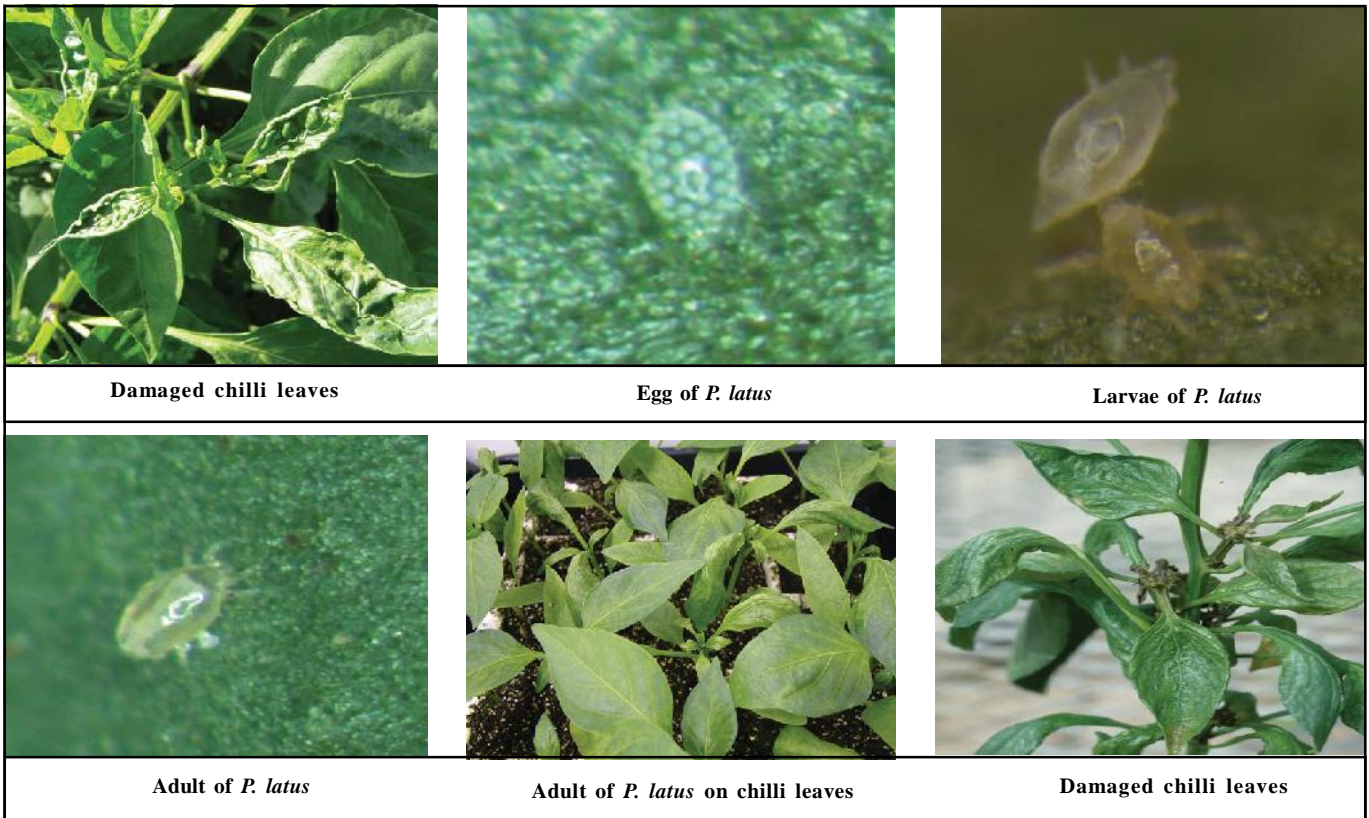 Damaged chilli leaves
Egg of P. latus
Larvae of P. latus
Adult of P. latus
Adult of P. latus on chilli leaves
Damaged chilli leaves